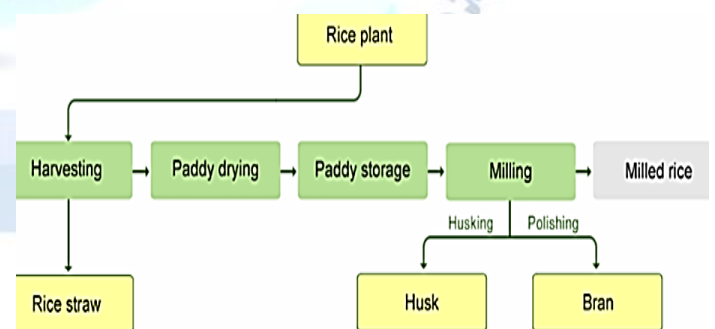 Rice plant
Harvesting
Paddy drying
Paddy storage
Milling
Milled rice
Husking
Polishing
Rice straw
Husk
Bran